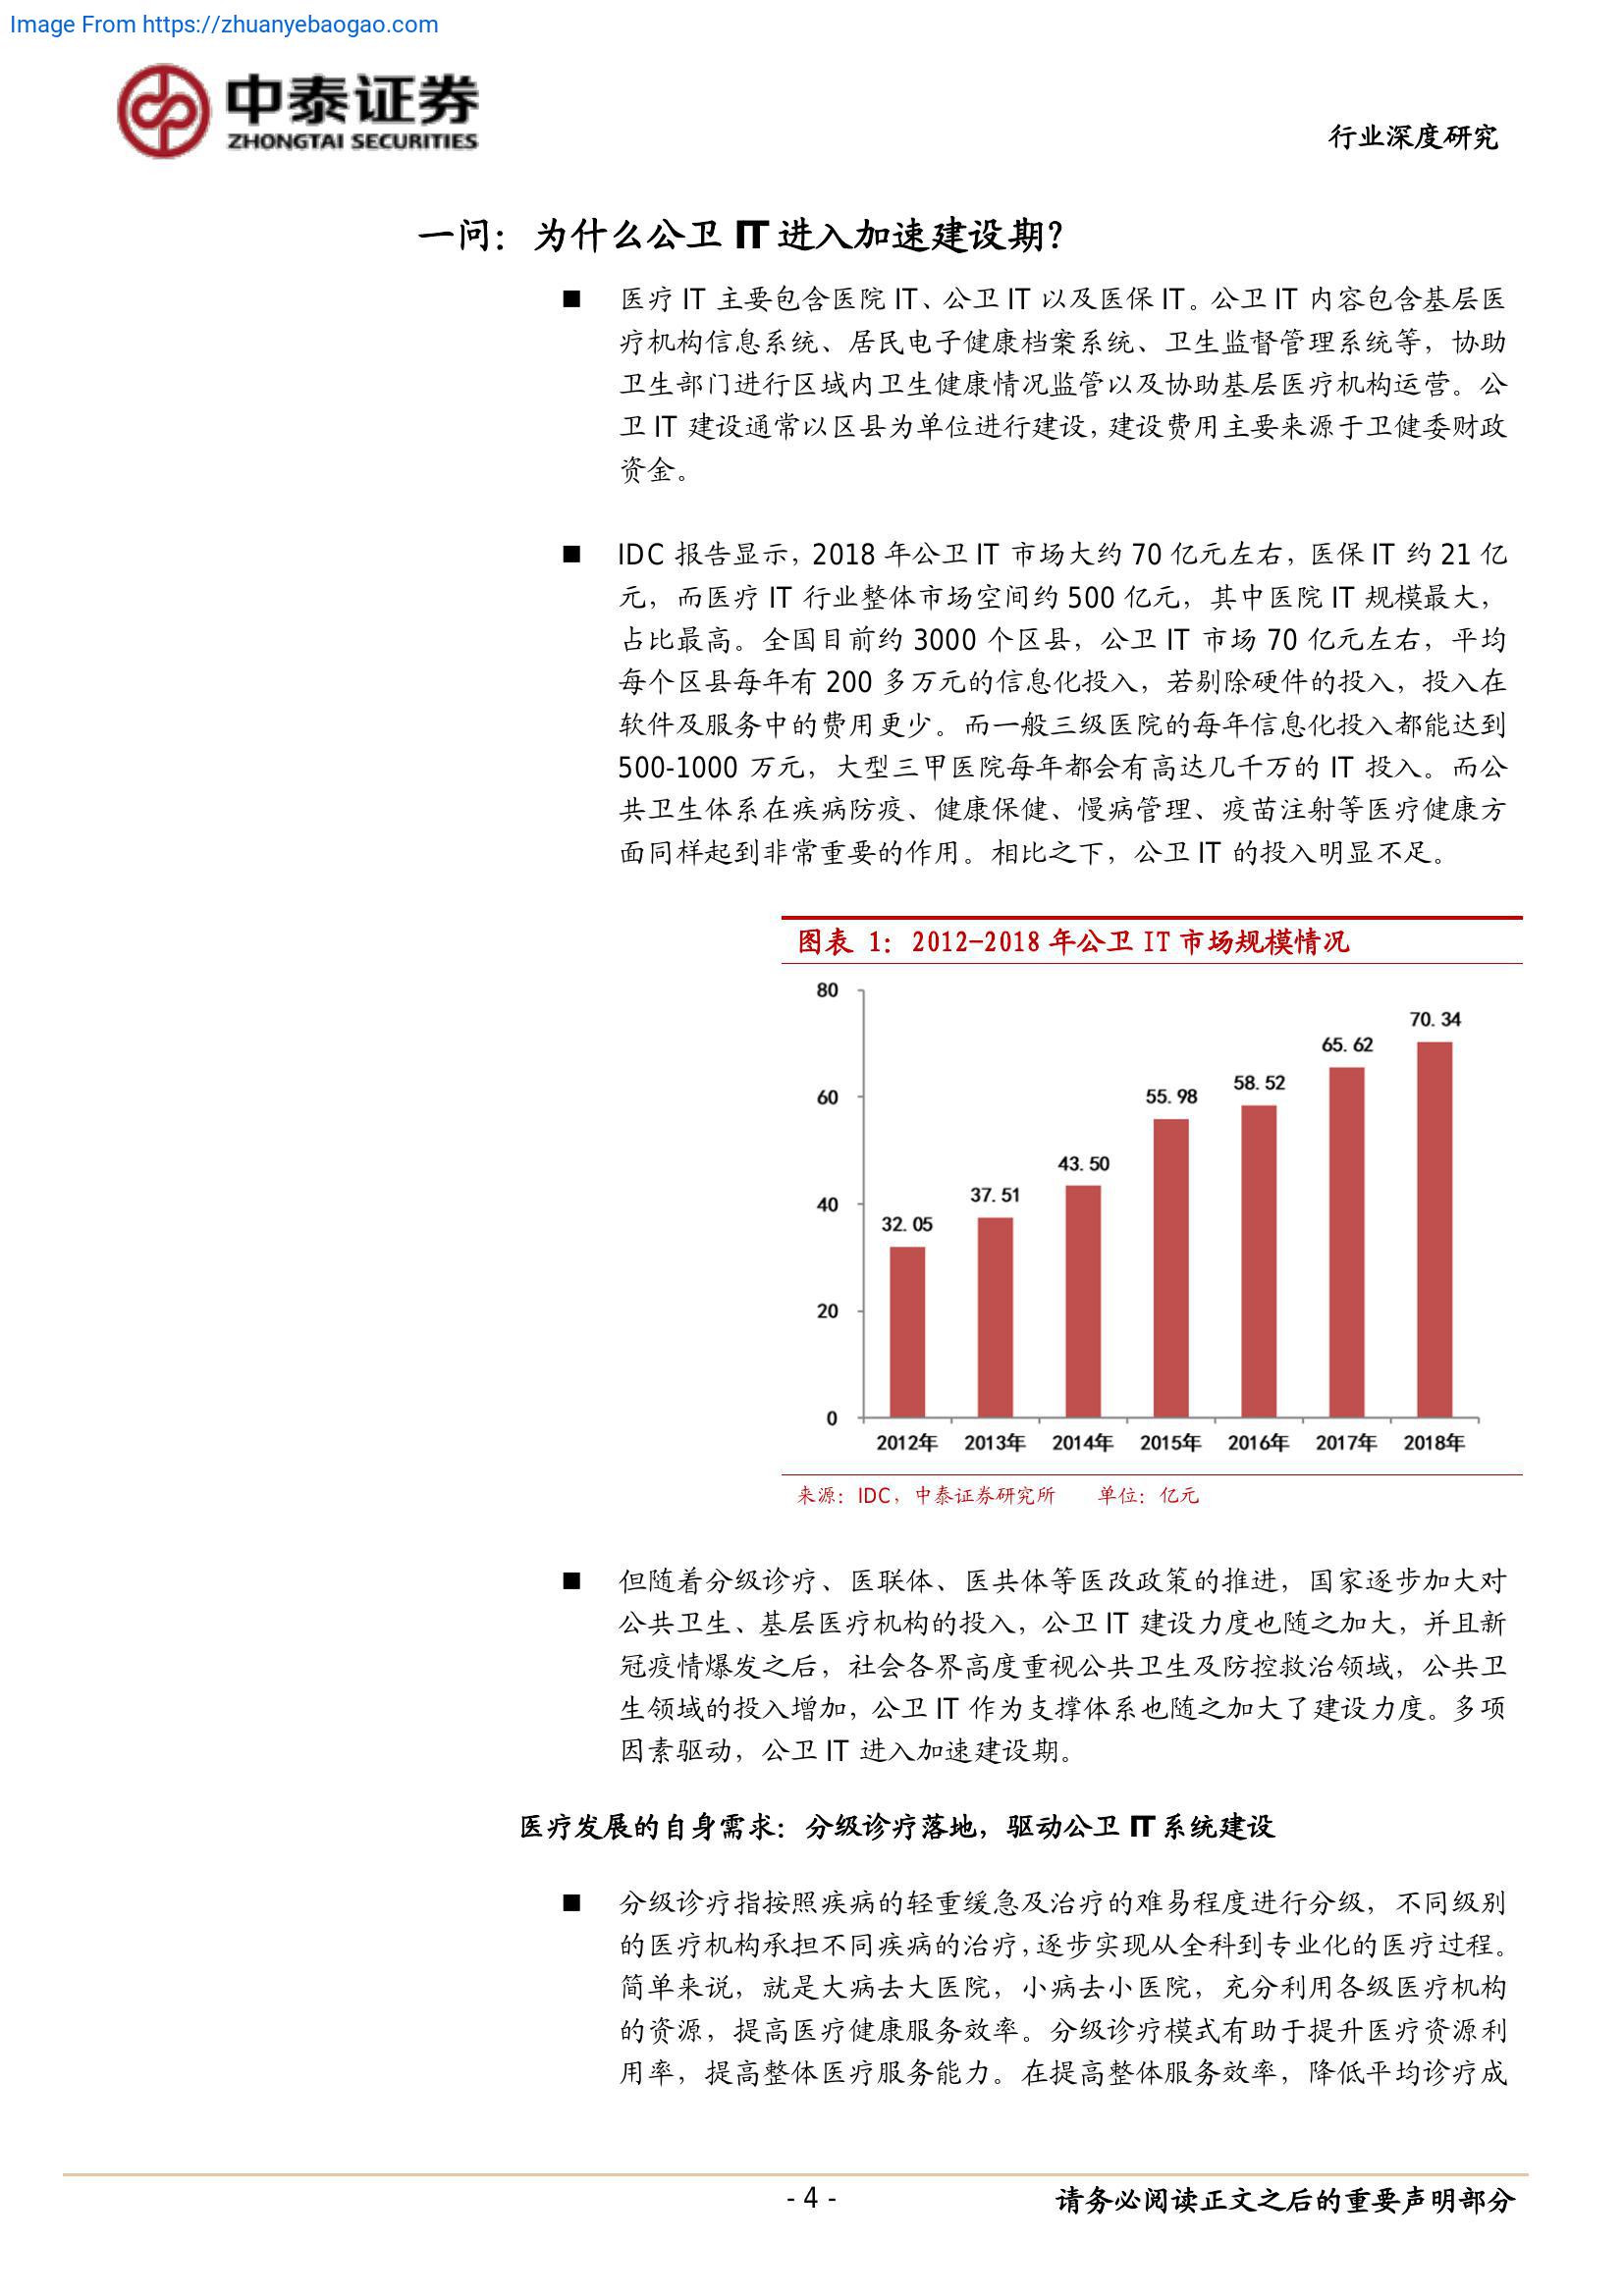 Image From https://zhuanyebaogao.com
中泰证券
ZHONGTAI SECURITIES
行业深度研究
一问：为什么公卫 IT 进入加速建设期？
■ 医疗 IT 主要包含医院 IT、公卫 IT 以及医保 IT。公卫 IT 内容包含基层医
疗机构信息系统、居民电子健康档案系统、卫生监督管理系统等，协助
卫生部门进行区域内卫生健康情况监管以及协助基层医疗机构运营。公
卫 IT 建设通常以区县为单位进行建设，建设费用主要来源于卫健委财政
资金。
■ IDC 报告显示，2018 年公卫 IT 市场大约 70 亿元左右，医保 IT 约 21 亿
元，而医疗 IT 行业整体市场空间约 500 亿元，其中医院 IT 规模最大，
占比最高。全国目前约 3000 个区县，公卫 IT 市场 70 亿元左右，平均
每个区县每年有 200 多万元的信息化投入，若剔除硬件的投入，投入在
软件及服务中的费用更少。而一般三级医院的每年信息化投入都能达到
500-1000 万元，大型三甲医院每年都会有高达几千万的 IT 投入。而公
共卫生体系在疾病防疫、健康保健、慢病管理、疫苗注射等医疗健康方
面同样起到非常重要的作用。相比之下，公卫 IT 的投入明显不足。
图表 1：2012-2018 年公卫 IT 市场规模情况
80
60
40
20
0
32.05
37.51
43.50
55.98
58.52
65.62
70.34
2012年 2013年 2014年 2015年 2016年 2017年 2018年
来源：IDC，中泰证券研究所 单位：亿元
■ 但随着分级诊疗、医联体、医共体等医改政策的推进，国家逐步加大对
公共卫生、基层医疗机构的投入，公卫 IT 建设力度也随之加大，并且新
冠疫情爆发之后，社会各界高度重视公共卫生及防控救治领域，公共卫
生领域的投入增加，公卫 IT 作为支撑体系也随之加大了建设力度。多项
因素驱动，公卫 IT 进入加速建设期。
医疗发展的自身需求：分级诊疗落地，驱动公卫 IT 系统建设
■ 分级诊疗指按照疾病的轻重缓急及治疗的难易程度进行分级，不同级别
的医疗机构承担不同疾病的治疗，逐步实现从全科到专业化的医疗过程。
简单来说，就是大病去大医院，小病去小医院，充分利用各级医疗机构
的资源，提高医疗健康服务效率。分级诊疗模式有助于提升医疗资源利
用率，提高整体医疗服务能力。在提高整体服务效率，降低平均诊疗成
- 4 -
请务必阅读正文之后的重要声明部分